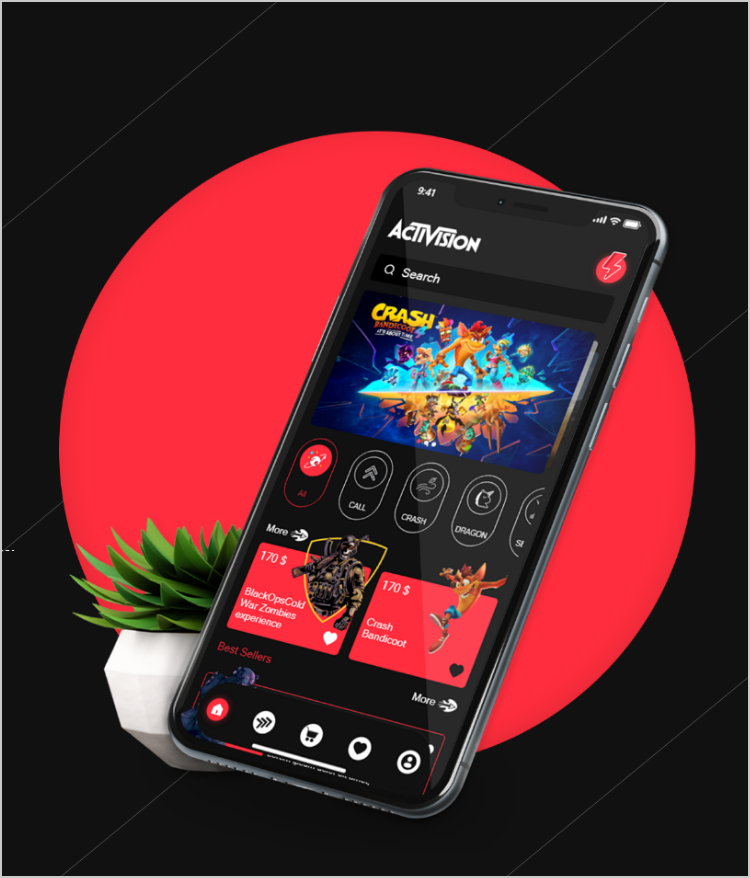 9:41
ACTIVISION
Search
CRASH
BANDICOOT
IT'S ABOUT TIME
All
CALL
CRASH
DRAGON
More
170 $
BlackOpsCold
War Zombies
experience
170 $
Crash
Bandicoot
Best Sellers
More